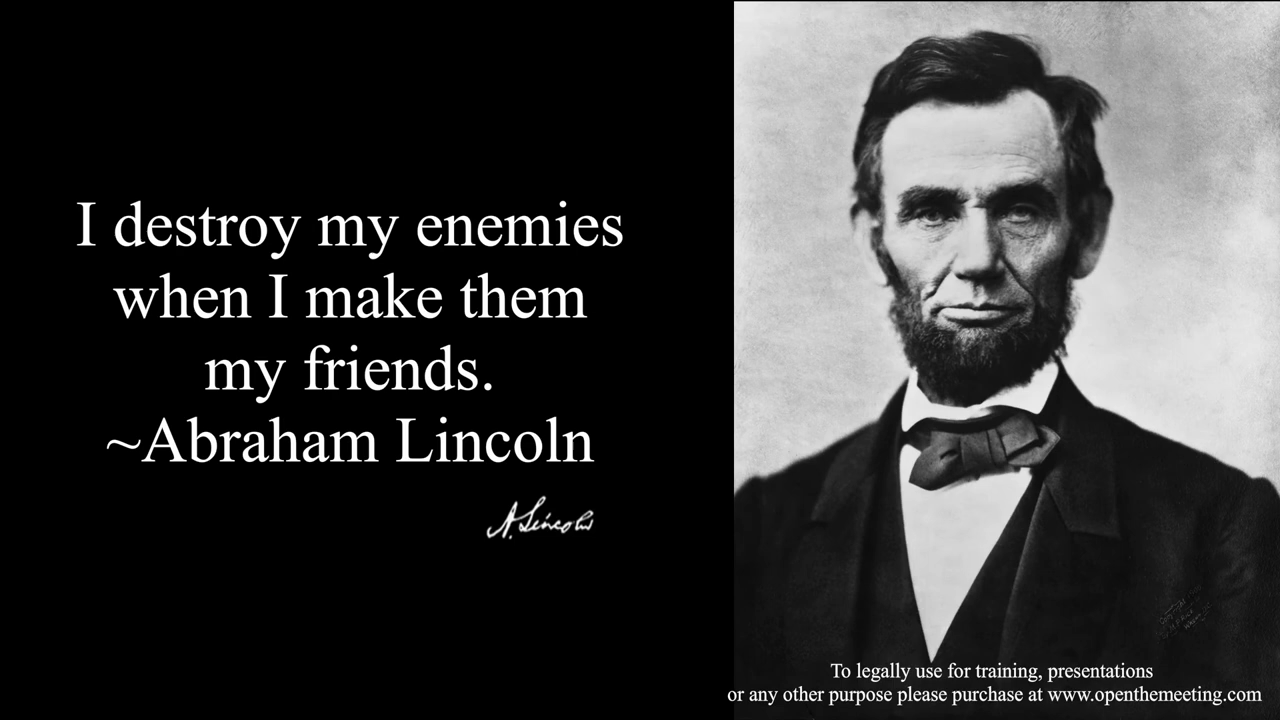 I destroy my enemies
when I make them
my friends.
~Abraham Lincoln
A. Lincoln
To legally use for training, presentations
or any other purpose please purchase at www.openthemeeting.com